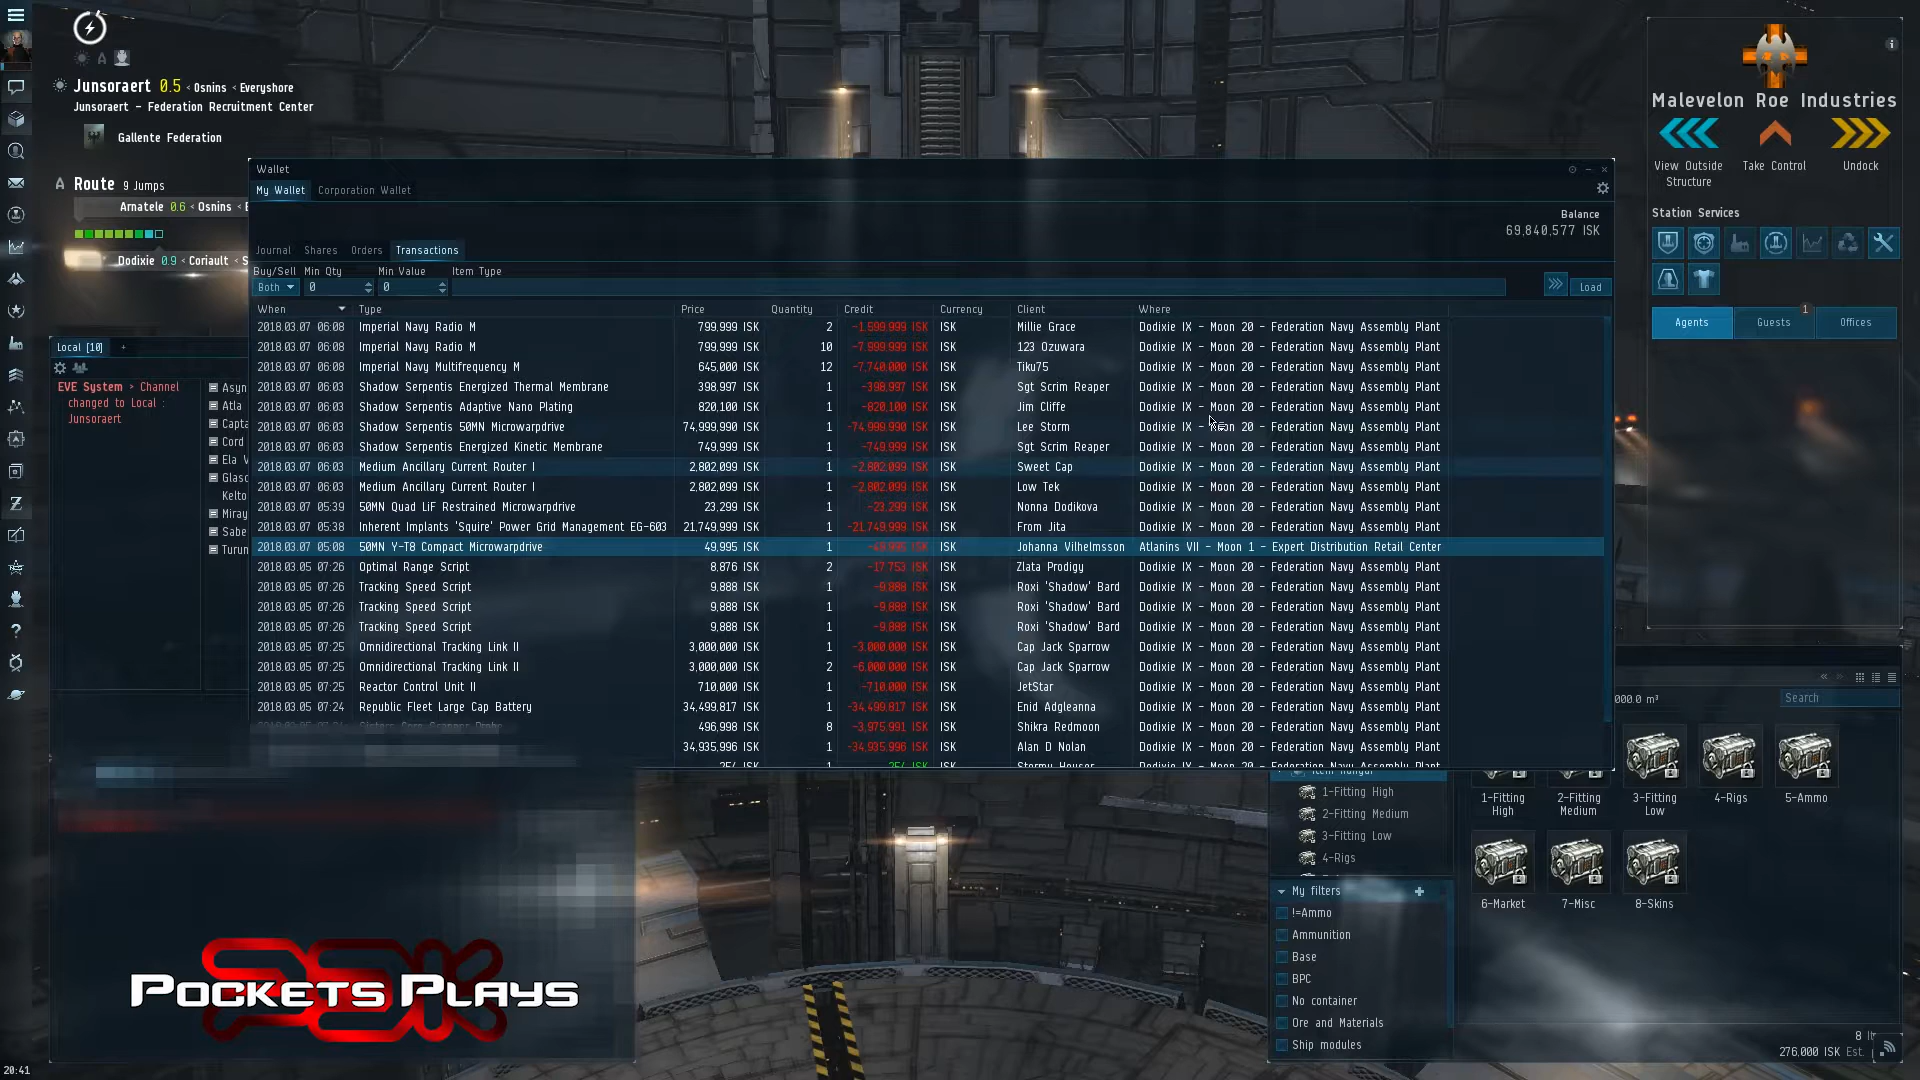 Junsoraert 0.5 < Osnins < Everyshore
Junsoraert - Federation Recruitment Center
Gallente Federation
Route 9 Jumps
Arnatele 0.6 < Osnins <
Dodixie 0.9 < Coriault <
Local [10]
EVE System > Channel
changed to Local :
Junsoraert
Asyn
Atla
Capta
Cord
Ela
Glasc
Kelto
Miray
Sabe
Turun
Wallet
My Wallet Corporation Wallet
Balance
69,840,577 ISK
Journal Shares Orders Transactions
Buy/Sell Min Qty Min Value Item Type
Both 0 0 Load
When Type Price Quantity Credit Currency Client Where
2018.03.07 06:08 Imperial Navy Radio M 799,999 ISK 2 -1,599,999 ISK ISK Millie Grace Dodixie IX - Moon 20 - Federation Navy Assembly Plant
2018.03.07 06:08 Imperial Navy Radio M 799,999 ISK 10 -7,999,999 ISK ISK 123 Ozuwara Dodixie IX - Moon 20 - Federation Navy Assembly Plant
2018.03.07 06:08 Imperial Navy Multifrequency M 645,000 ISK 12 -7,740,000 ISK ISK Tiku75 Dodixie IX - Moon 20 - Federation Navy Assembly Plant
2018.03.07 06:03 Shadow Serpentis Energized Thermal Membrane 398,997 ISK 1 -398,997 ISK ISK Sgt Scrim Reaper Dodixie IX - Moon 20 - Federation Navy Assembly Plant
2018.03.07 06:03 Shadow Serpentis Adaptive Nano Plating 820,100 ISK 1 -820,100 ISK ISK Jim Cliffe Dodixie IX - Moon 20 - Federation Navy Assembly Plant
2018.03.07 06:03 Shadow Serpentis 50MN Microwarpdrive 74,999,990 ISK 1 -74,999,990 ISK ISK Lee Storm Dodixie IX - Moon 20 - Federation Navy Assembly Plant
2018.03.07 06:03 Shadow Serpentis Energized Kinetic Membrane 749,999 ISK 1 -749,999 ISK ISK Sgt Scrim Reaper Dodixie IX - Moon 20 - Federation Navy Assembly Plant
2018.03.07 06:03 Medium Ancillary Current Router I 2,802,099 ISK 1 -2,802,099 ISK ISK Sweet Cap Dodixie IX - Moon 20 - Federation Navy Assembly Plant
2018.03.07 06:03 Medium Ancillary Current Router I 2,802,099 ISK 1 -2,802,099 ISK ISK Low Tek Dodixie IX - Moon 20 - Federation Navy Assembly Plant
2018.03.07 05:39 50MN Quad LiF Restrained Microwarpdrive 23,299 ISK 1 -23,299 ISK ISK Nonna Dodikova Dodixie IX - Moon 20 - Federation Navy Assembly Plant
2018.03.07 05:38 Inherent Implants 'Squire' Power Grid Management EG-603 21,749,999 ISK 1 -21,749,999 ISK ISK From Jita Dodixie IX - Moon 20 - Federation Navy Assembly Plant
2018.03.07 05:08 50MN Y-T8 Compact Microwarpdrive 49,995 ISK 1 -49,995 ISK ISK Johanna Vilhelmsson Atlanins VII - Moon 1 - Expert Distribution Retail Center
2018.03.05 07:26 Optimal Range Script 8,876 ISK 2 -17,753 ISK ISK Zlata Prodigy Dodixie IX - Moon 20 - Federation Navy Assembly Plant
2018.03.05 07:26 Tracking Speed Script 9,888 ISK 1 -9,888 ISK ISK Roxi 'Shadow' Bard Dodixie IX - Moon 20 - Federation Navy Assembly Plant
2018.03.05 07:26 Tracking Speed Script 9,888 ISK 1 -9,888 ISK ISK Roxi 'Shadow' Bard Dodixie IX - Moon 20 - Federation Navy Assembly Plant
2018.03.05 07:26 Tracking Speed Script 9,888 ISK 1 -9,888 ISK ISK Roxi 'Shadow' Bard Dodixie IX - Moon 20 - Federation Navy Assembly Plant
2018.03.05 07:25 Omnidirectional Tracking Link II 3,000,000 ISK 1 -3,000,000 ISK ISK Cap Jack Sparrow Dodixie IX - Moon 20 - Federation Navy Assembly Plant
2018.03.05 07:25 Omnidirectional Tracking Link II 3,000,000 ISK 2 -6,000,000 ISK ISK Cap Jack Sparrow Dodixie IX - Moon 20 - Federation Navy Assembly Plant
2018.03.05 07:25 Reactor Control Unit II 710,000 ISK 1 -710,000 ISK ISK JetStar Dodixie IX - Moon 20 - Federation Navy Assembly Plant
2018.03.05 07:24 Republic Fleet Large Cap Battery 34,499,817 ISK 1 -34,499,817 ISK ISK Enid Adgleanna Dodixie IX - Moon 20 - Federation Navy Assembly Plant
496,998 ISK 8 -3,975,991 ISK ISK Shikra Redmoon Dodixie IX - Moon 20 - Federation Navy Assembly Plant
34,935,996 ISK 1 -34,935,996 ISK ISK Alan D Nolan Dodixie IX - Moon 20 - Federation Navy Assembly Plant
Malevelon Roe Industries
View Outside Structure
Take Control
Undock
Station Services
Agents Guests 1 Offices
000.0 m³
Search
1-Fitting High
2-Fitting Medium
3-Fitting Low
4-Rigs
5-Ammo
6-Market
7-Misc
8-Skins
1-Fitting High
2-Fitting Medium
3-Fitting Low
4-Rigs
My filters +
!=Ammo
Ammunition
Base
BPC
No container
Ore and Materials
Ship modules
276,000 ISK Est.
Pockets Plays
20:41